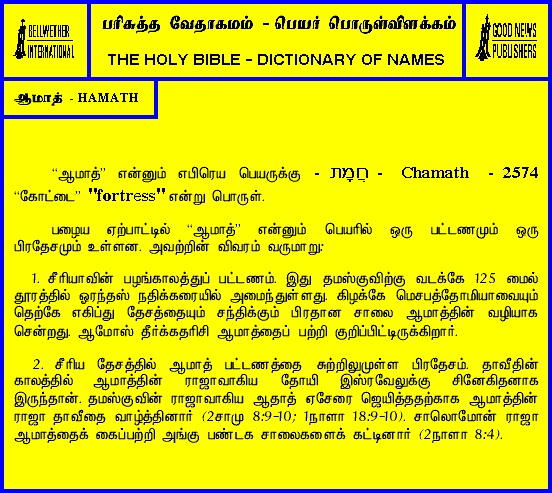 BELLWETHER
INTERNATIONAL
பரிசுத்த வேதாகமம் - பெயர் பொருள்விளக்கம்
THE HOLY BIBLE - DICTIONARY OF NAMES
GOOD NEWS
PUBLISHERS
ஆமாத் - HAMATH
“ஆமாத்” என்னும் எபிரெய பெயருக்கு - חֲמָת - Chamath - 2574
“கோட்டை” "fortress" என்று பொருள்.
பழைய ஏற்பாட்டில் “ஆமாத்” என்னும் பெயரில் ஒரு பட்டணமும் ஒரு
பிரதேசமும் உள்ளன. அவற்றின் விவரம் வருமாறு:
1. சீரியாவின் பழங்காலத்துப் பட்டணம். இது தமஸ்குவிற்கு வடக்கே 125 மைல்
தூரத்தில் ஓரந்தஸ் நதிக்கரையில் அமைந்துள்ளது. கிழக்கே மெசபத்தோமியாவையும்
தெற்கே எகிப்து தேசத்தையும் சந்திக்கும் பிரதான சாலை ஆமாத்தின் வழியாக
சென்றது. ஆமோஸ் தீர்க்கதரிசி ஆமாத்தைப் பற்றி குறிப்பிட்டிருக்கிறார்.
2. சீரிய தேசத்தில் ஆமாத் பட்டணத்தை சுற்றிலுமுள்ள பிரதேசம். தாவீதின்
காலத்தில் ஆமாத்தின் ராஜாவாகிய தோயி இஸ்ரவேலுக்கு சினேகிதனாக
இருந்தான். தமஸ்குவின் ராஜாவாகிய ஆதாத் ஏசேரை ஜெயித்ததற்காக ஆமாத்தின்
ராஜா தாவீதை வாழ்த்தினார் (2சாமு 8:9-10; 1நாளா 18:9-10). சாலொமோன் ராஜா
ஆமாத்தைக் கைப்பற்றி அங்கு பண்டக சாலைகளைக் கட்டினார் (2நாளா 8:4).